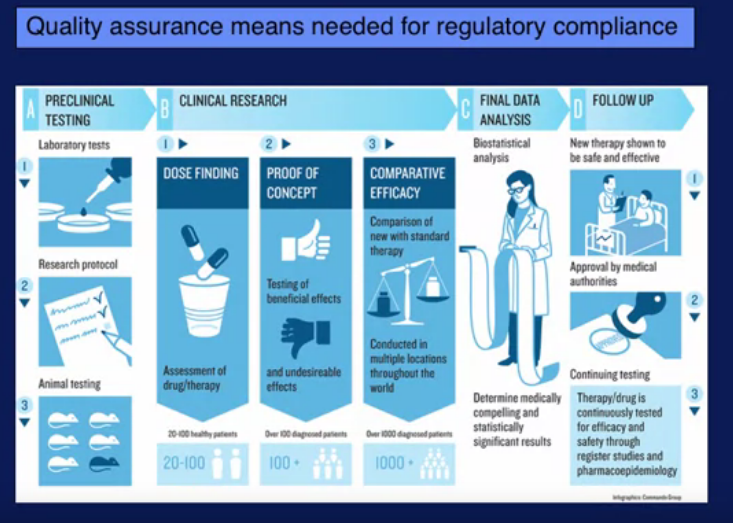 Quality assurance means needed for regulatory compliance
A
PRECLINICAL
TESTING
Laboratory tests
1
Research protocol
2
Animal testing
3
B
CLINICAL RESEARCH
1
DOSE FINDING
Assessment of
drug/therapy
20-100 healthy patients
20-100
2
PROOF OF
CONCEPT
Testing of
beneficial effects
and undesireable
effects
Over 100 diagnosed patients
100 +
3
COMPARATIVE
EFFICACY
Comparison of
new with standard
therapy
Conducted in
multiple locations
throughout the
world
Over 1000 diagnosed patients
1000 +
C
FINAL DATA
ANALYSIS
Biostatistical
analysis
Determine medically
compelling and
statistically
significant results
D
FOLLOW UP
New therapy shown to
be safe and effective
1
Approval by medical
authorities
2
Continuing testing
3
Therapy/drug is
continuously tested
for efficacy and
safety through
register studies and
pharmacoepidemiology
Infographics: Commando Group